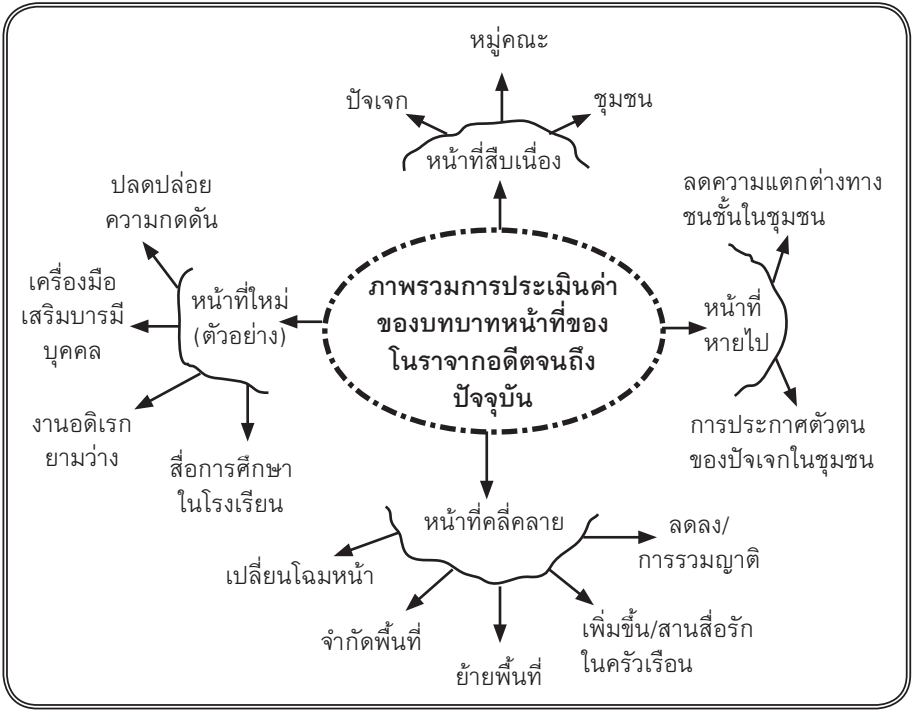 หมู่คณะ
ปัจเจก
ชุมชน
หน้าที่สืบเนื่อง
ปลดปล่อย
ความกดดัน
ลดความแตกต่างทาง
ชนชั้นในชุมชน
เครื่องมือ
เสริมบารมี
บุคคล
หน้าที่ใหม่
(ตัวอย่าง)
ภาพรวมการประเมินค่า
ของบทบาทหน้าที่ของ
โนราจากอดีตจนถึง
ปัจจุบัน
หน้าที่
หายไป
งานอดิเรก
ยามว่าง
สื่อการศึกษา
ในโรงเรียน
การประกาศตัวตน
ของปัจเจกในชุมชน
หน้าที่คลี่คลาย
ลดลง/
การรวมญาติ
เปลี่ยนโฉมหน้า
จำกัดพื้นที่
ย้ายพื้นที่
เพิ่มขึ้น/สานสื่อรัก
ในครัวเรือน